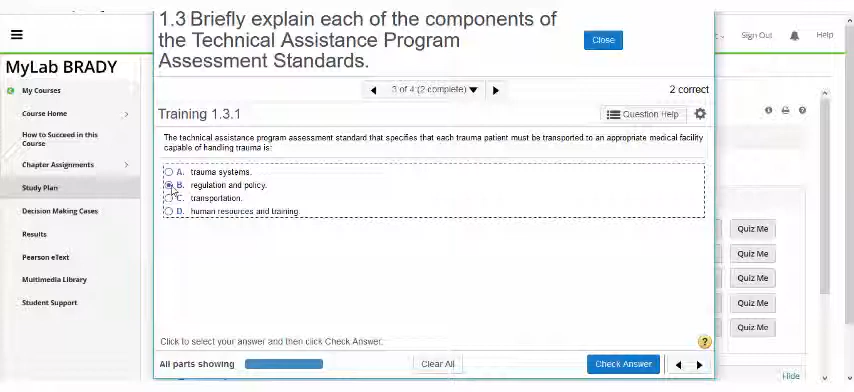 1.3 Briefly explain each of the components of
the Technical Assistance Program
Assessment Standards.
Close
Sign Out
Help
MyLab BRADY
My Courses
Course Home
How to Succeed in this
Course
Chapter Assignments
Study Plan
Decision Making Cases
Results
Pearson eText
Multimedia Library
Student Support
3 of 4 (2 complete)
2 correct
Training 1.3.1
Question Help
The technical assistance program assessment standard that specifies that each trauma patient must be transported to an appropriate medical facility
capable of handling trauma is:
A. trauma systems.
B. regulation and policy.
C. transportation.
D. human resources and training.
Quiz Me
Quiz Me
Quiz Me
Quiz Me
Quiz Me
Click to select your answer and then click Check Answer.
?
All parts showing
Clear All
Check Answer
Hide